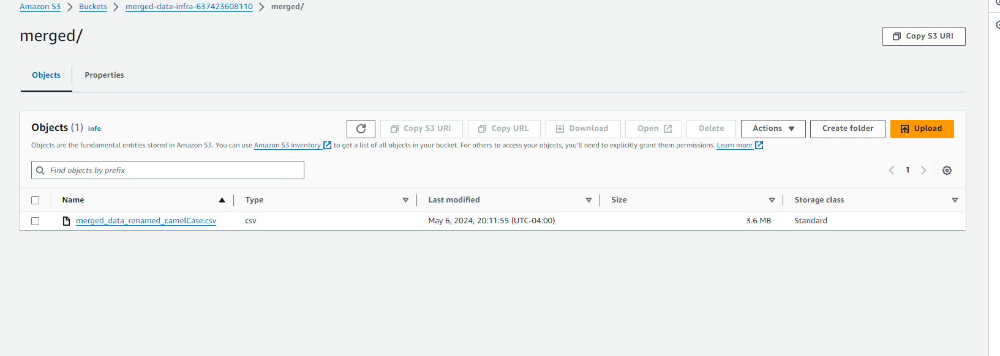 Amazon S3 > Buckets > merged-data-infra-637423608110 > merged/
merged/
Copy S3 URI
Objects Properties
Objects (1) Info
Copy S3 URI Copy URL Download Open Delete Actions Create folder Upload
Objects are the fundamental entities stored in Amazon S3. You can use Amazon S3 inventory to get a list of all objects in your bucket. For others to access your objects, you'll need to explicitly grant them permissions. Learn more
Find objects by prefix
1
Name Type Last modified Size Storage class
merged_data_renamed_camelCase.csv csv May 6, 2024, 20:11:55 (UTC-04:00) 3.6 MB Standard